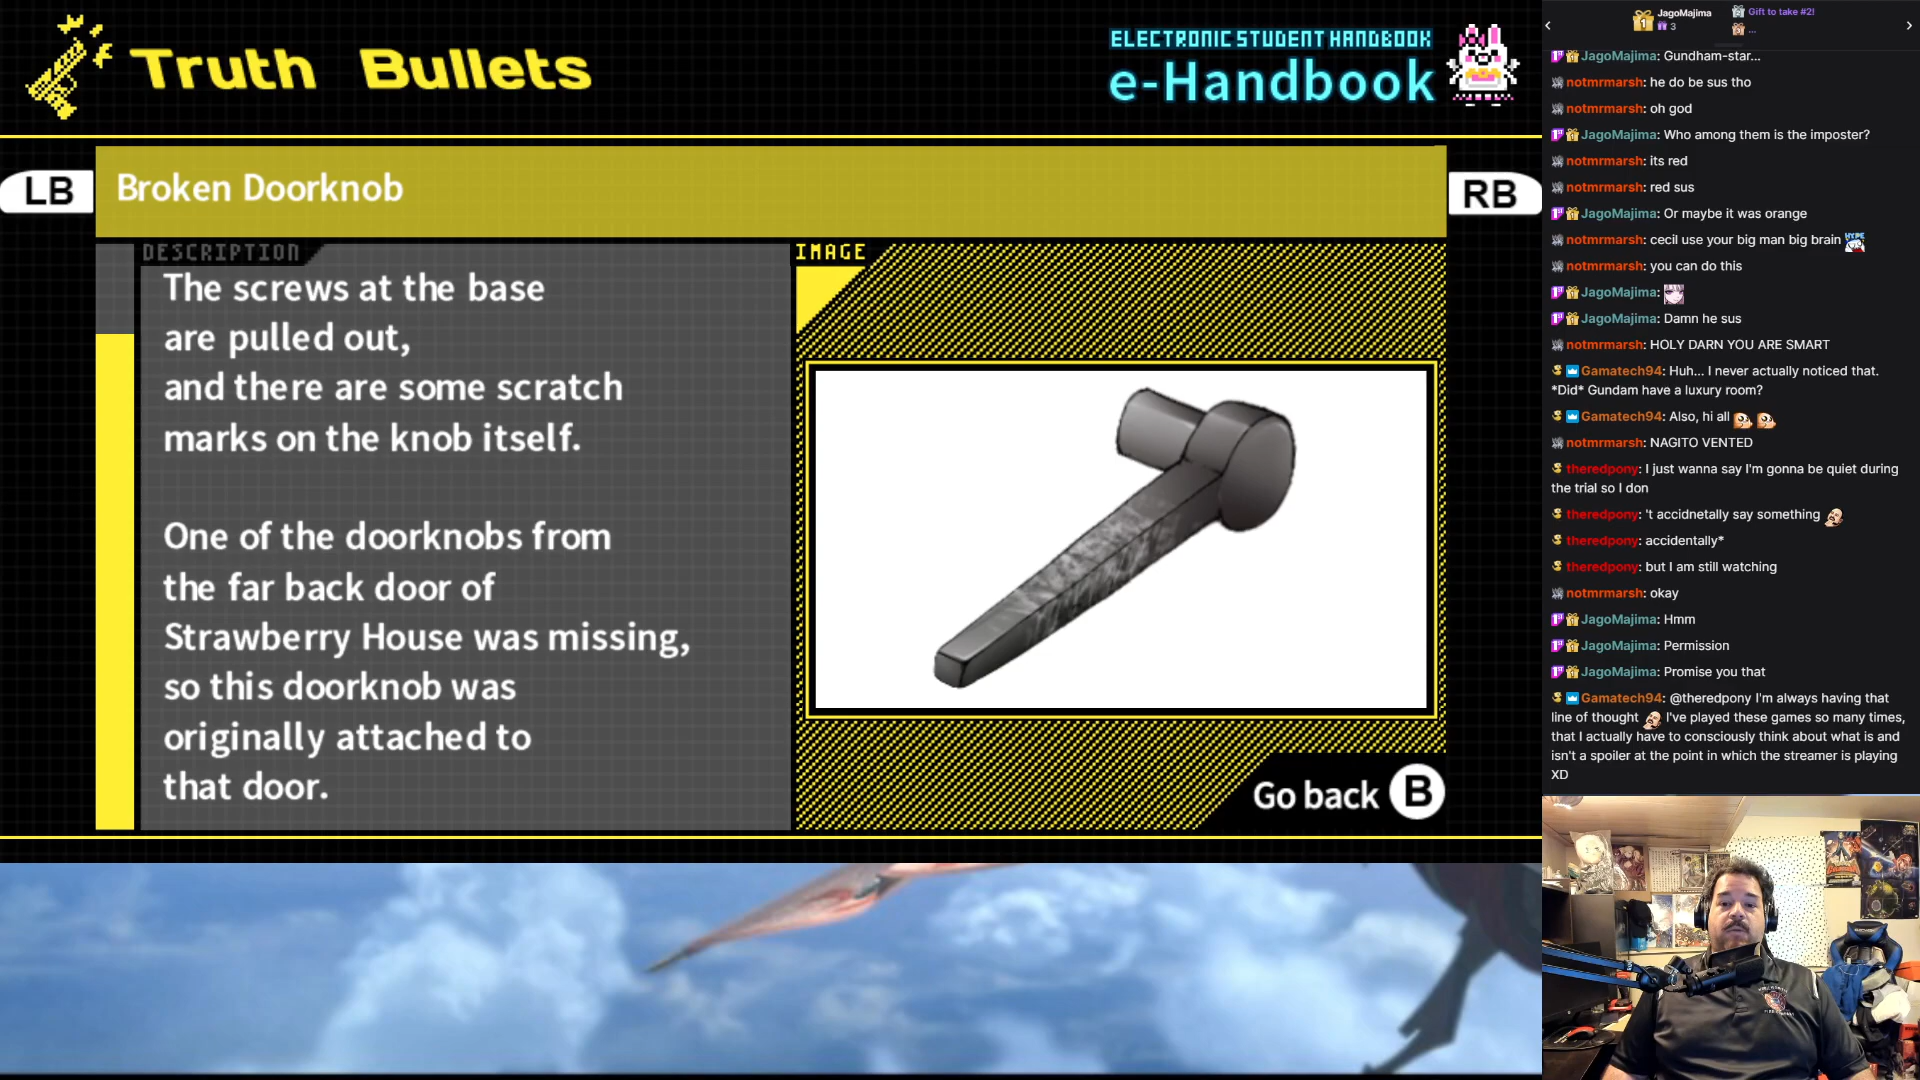 Truth Bullets
ELECTRONIC STUDENT HANDBOOK
e-Handbook
LB
Broken Doorknob
RB
DESCRIPTION
The screws at the base
are pulled out,
and there are some scratch
marks on the knob itself.
One of the doorknobs from
the far back door of
Strawberry House was missing,
so this doorknob was
originally attached to
that door.
IMAGE
Go back B
JagoMajima
3
Gift to take #2!
...
JagoMajima: Gundham-star...
notmrmarsh: he do be sus tho
notmrmarsh: oh god
JagoMajima: Who among them is the imposter?
notmrmarsh: its red
notmrmarsh: red sus
JagoMajima: Or maybe it was orange
notmrmarsh: cecil use your big man big brain
notmrmarsh: you can do this
JagoMajima:
JagoMajima: Damn he sus
notmrmarsh: HOLY DARN YOU ARE SMART
Gamatech94: Huh... I never actually noticed that.
*Did* Gundam have a luxury room?
Gamatech94: Also, hi all
notmrmarsh: NAGITO VENTED
theredpony: I just wanna say I'm gonna be quiet during
the trial so I don
theredpony: 't accidnetally say something
theredpony: accidentally*
theredpony: but I am still watching
notmrmarsh: okay
JagoMajima: Hmm
JagoMajima: Permission
JagoMajima: Promise you that
Gamatech94: @theredpony I'm always having that
line of thought I've played these games so many times,
that I actually have to consciously think about what is and
isn't a spoiler at the point in which the streamer is playing
XD